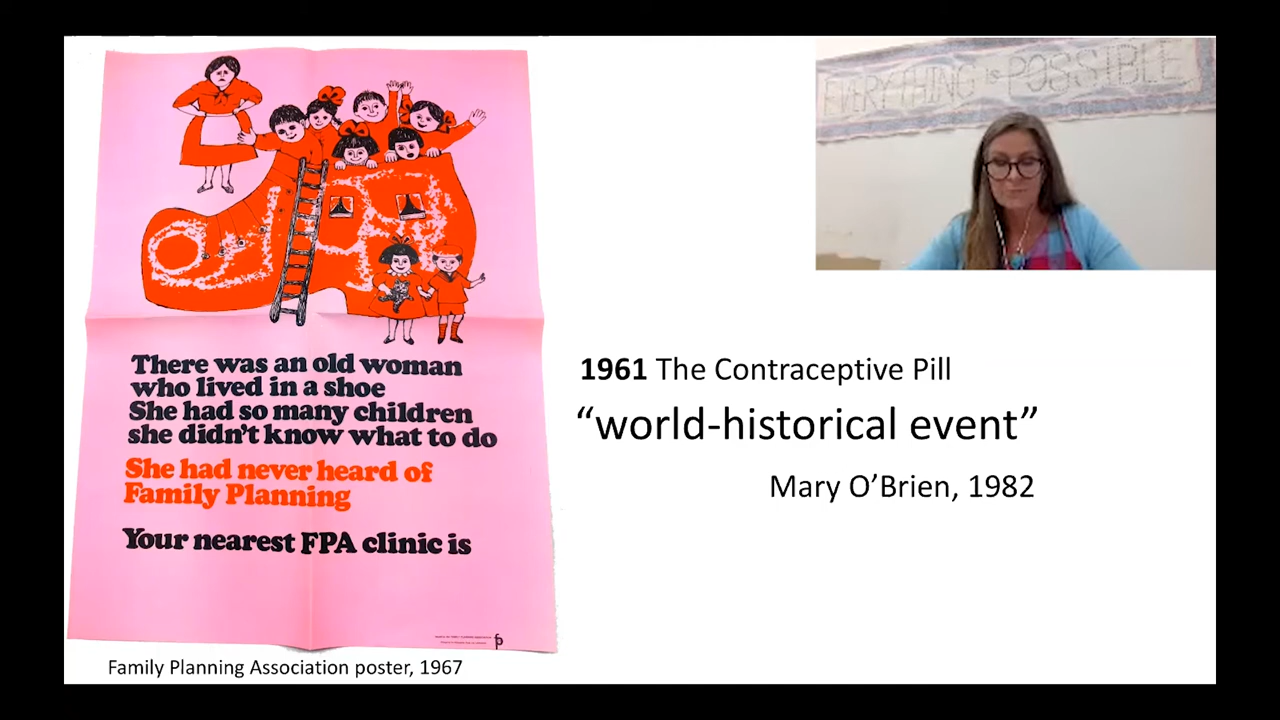 EVERYTHING is POSSIBLE
There was an old woman
who lived in a shoe
She had so many children
she didn't know what to do
She had never heard of
Family Planning
Your nearest FPA clinic is
fp
Family Planning Association poster, 1967
1961 The Contraceptive Pill
“world-historical event”
Mary O’Brien, 1982